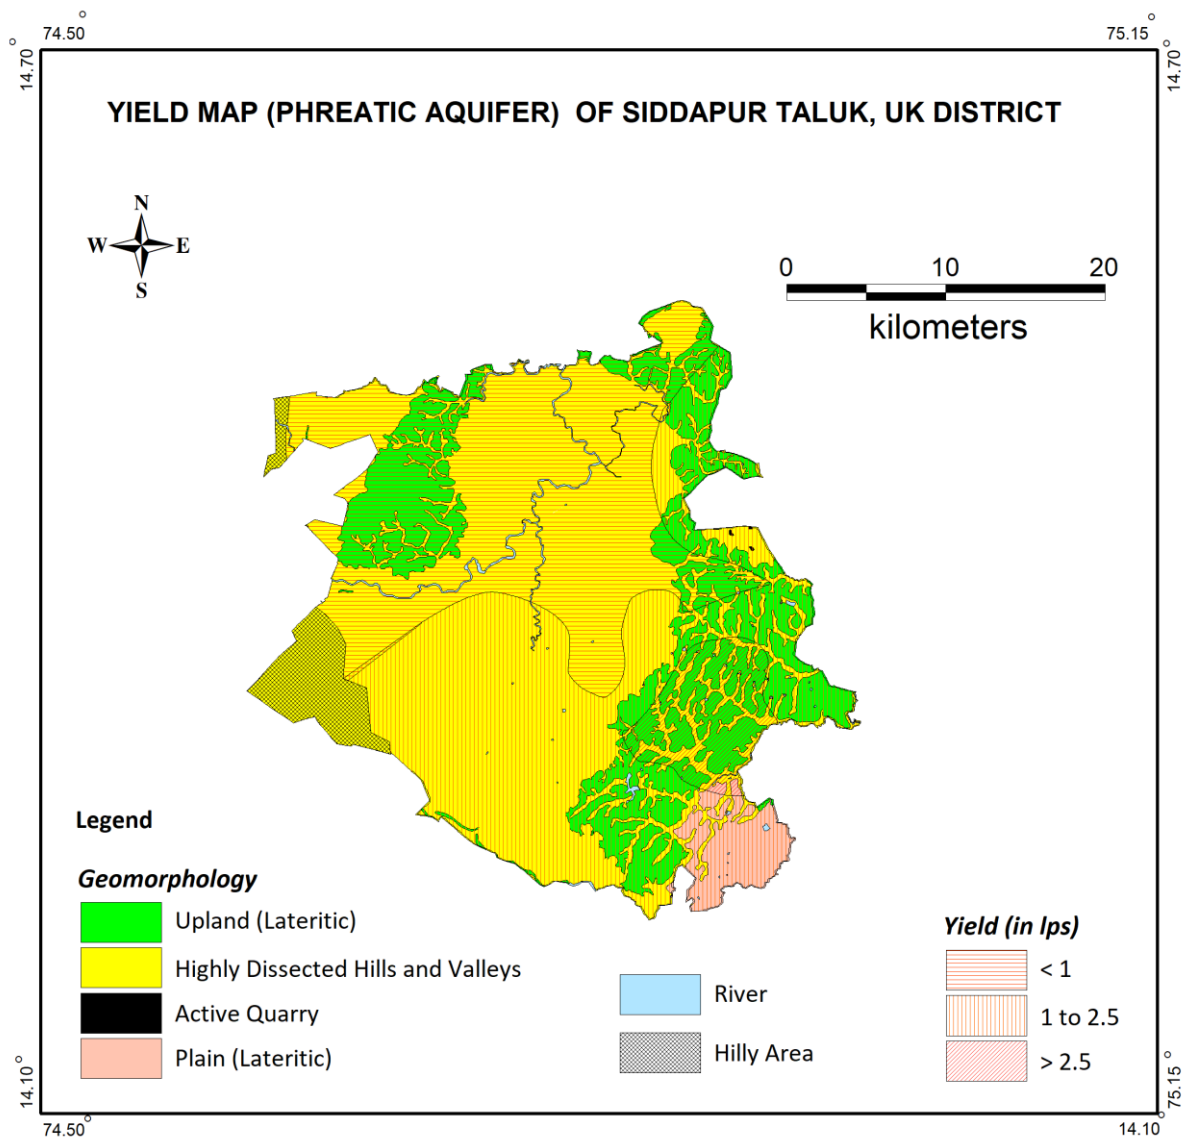 74.50°
75.15°
14.70°
14.70°
YIELD MAP (PHREATIC AQUIFER) OF SIDDAPUR TALUK, UK DISTRICT
N
W E
S
0 10 20
kilometers
Legend
Geomorphology
Upland (Lateritic)
Highly Dissected Hills and Valleys
Active Quarry
Plain (Lateritic)
River
Hilly Area
Yield (in lps)
< 1
1 to 2.5
> 2.5
14.10°
75.15°
74.50°
14.10°